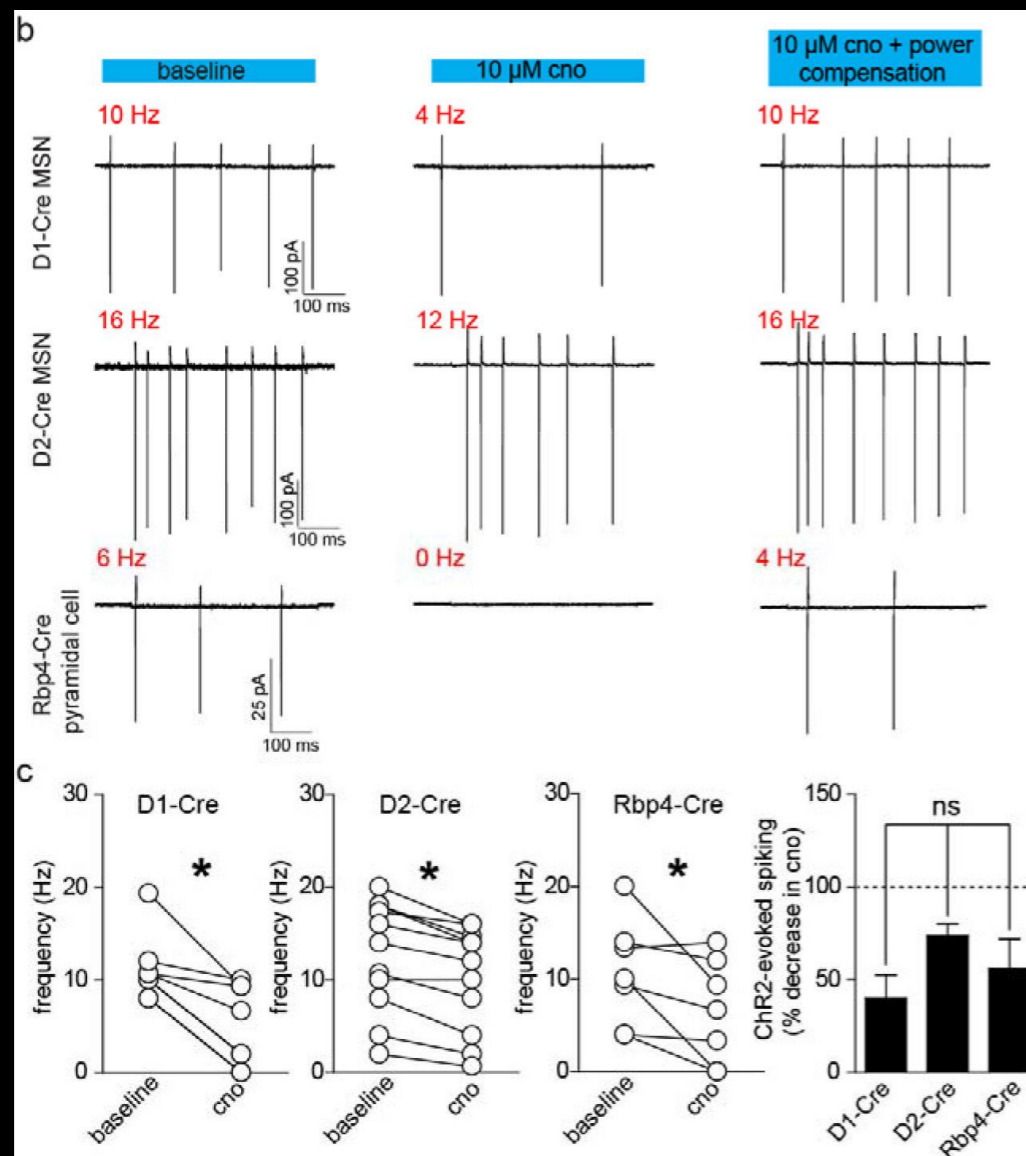 b
baseline
10 µM cno
10 µM cno + power
compensation
D1-Cre MSN
10 Hz
4 Hz
10 Hz
100 pA
100 ms
D2-Cre MSN
16 Hz
12 Hz
16 Hz
100 pA
100 ms
100 pA
100 ms
Rbp4-Cre
pyramidal cell
6 Hz
0 Hz
4 Hz
25 pA
100 ms
c
D1-Cre
frequency (Hz)
30
20
10
0
*
baseline
cno
D2-Cre
frequency (Hz)
30
20
10
0
*
baseline
cno
Rbp4-Cre
frequency (Hz)
30
20
10
0
*
baseline
cno
ChR2-evoked spiking
(% decrease in cno)
150
100
50
0
ns
D1-Cre
D2-Cre
Rbp4-Cre